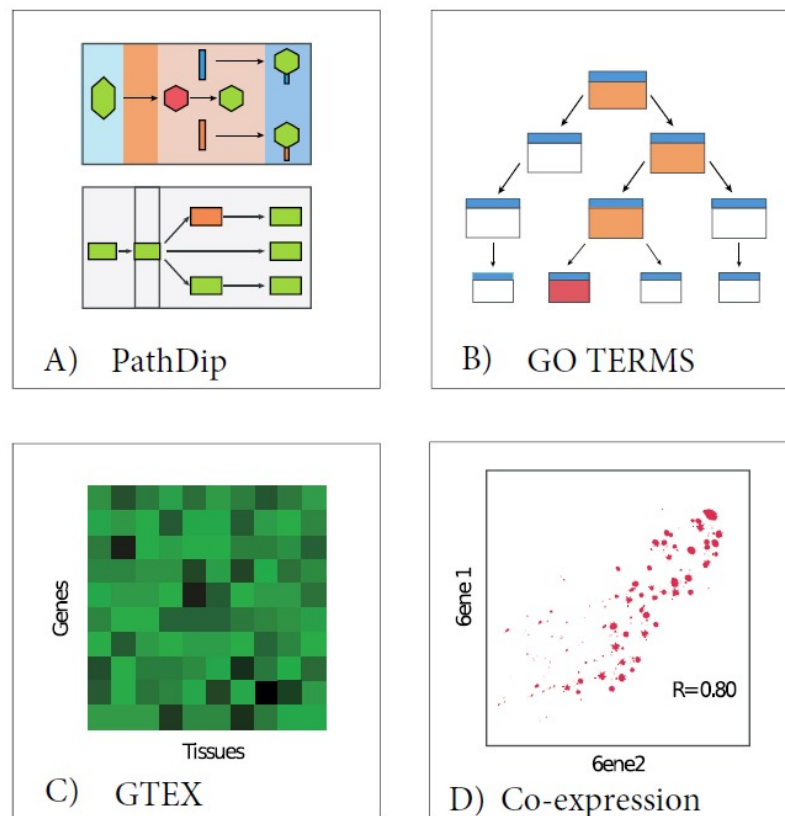 A) PathDip
B) GO TERMS
Genes
Tissues
C) GTEX
6ene 1
R=0.80
6ene2
D) Co-expression